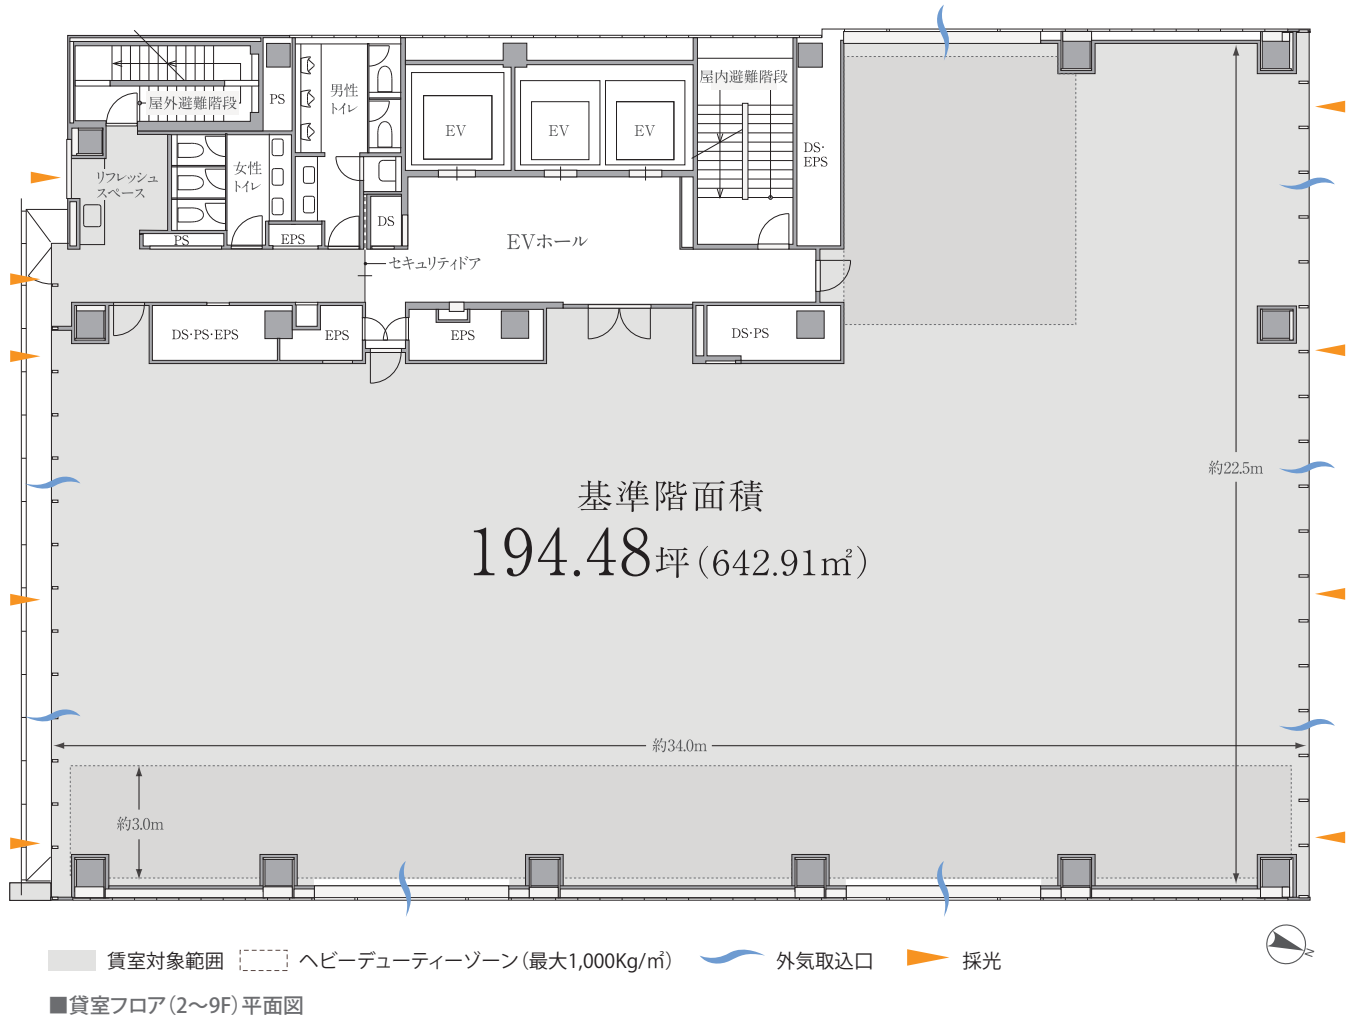 屋外避難階段
PS
男性
トイレ
EV
EV
EV
屋内避難階段
DS・
EPS
リフレッシュ
スペース
女性
トイレ
PS
EPS
DS
EVホール
セキュリティドア
DS・PS・EPS
EPS
EPS
DS・PS
約22.5m
基準階面積
194.48坪(642.91㎡)
約34.0m
約3.0m
N
賃室対象範囲
ヘビーデューティーゾーン(最大1,000Kg/㎡)
外気取込口
採光
■貸室フロア(2〜9F)平面図